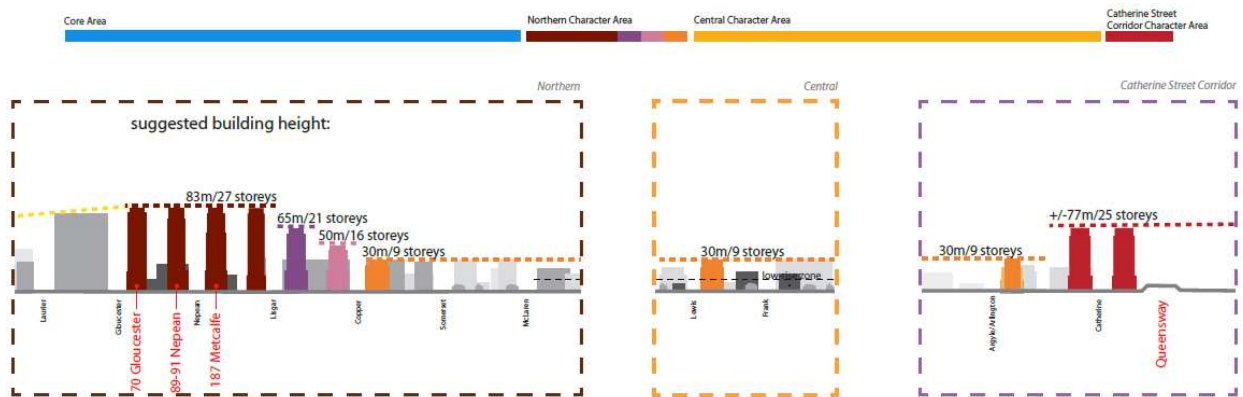 Core Area
Northern Character Area
Central Character Area
Catherine Street
Corridor Character Area
Northern
Central
Catherine Street Corridor
suggested building height:
83m/27 storeys
65m/21 storeys
50m/16 storeys
30m/9 storeys
30m/9 storeys
lowrise zone
+/-77m/25 storeys
30m/9 storeys
Laurier
Gloucester
Nepean
Lisgar
Copper
Somerset
McLaren
Lewis
Frank
Argyle/Arlington
Catherine
Queensway
70 Gloucester
89-91 Nepean
187 Metcalfe